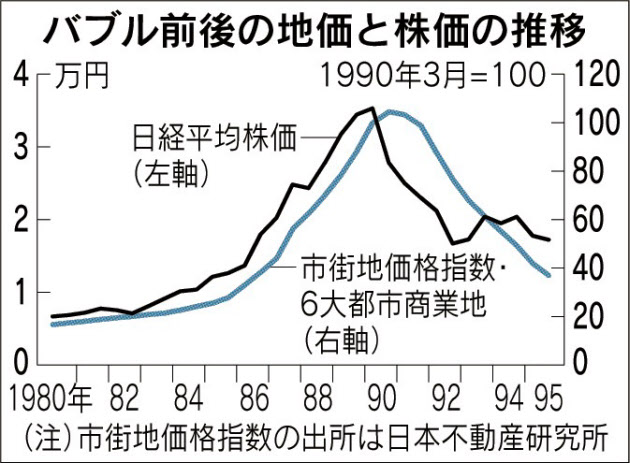 バブル前後の地価と株価の推移
4 万円 1990年3月=100 120
100
日経平均株価
(左軸)
3
80
2
60
市街地価格指数・
6大都市商業地
(右軸)
40
1
20
0
0
1980年 82 84 86 88 90 92 94 95
(注)市街地価格指数の出所は日本不動産研究所